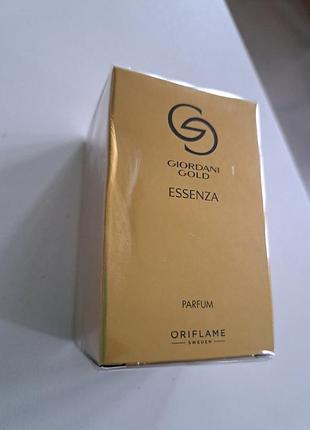 GIORDANI
GOLD
ESSENZA
PARFUM
ORIFLAME
SWEDEN